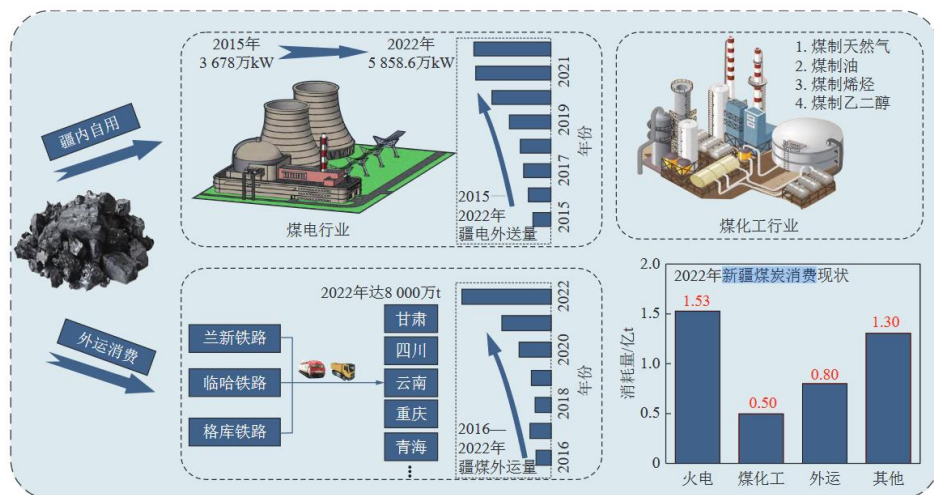 疆内自用
外运消费
2015年
3 678万kW
2022年
5 858.6万kW
煤电行业
2021
2019
2017
2015
年份
2015—
2022年
疆电外送量
1. 煤制天然气
2. 煤制油
3. 煤制烯烃
4. 煤制乙二醇
煤化工行业
2022年达8 000万t
兰新铁路
临哈铁路
格库铁路
甘肃
四川
云南
重庆
青海
⋮
2022
2020
2018
2016
年份
2016—
2022年
疆煤外运量
2022年新疆煤炭消费现状
消耗量/亿t
2.0
1.5
1.0
0.5
0
1.53
0.50
0.80
1.30
火电
煤化工
外运
其他